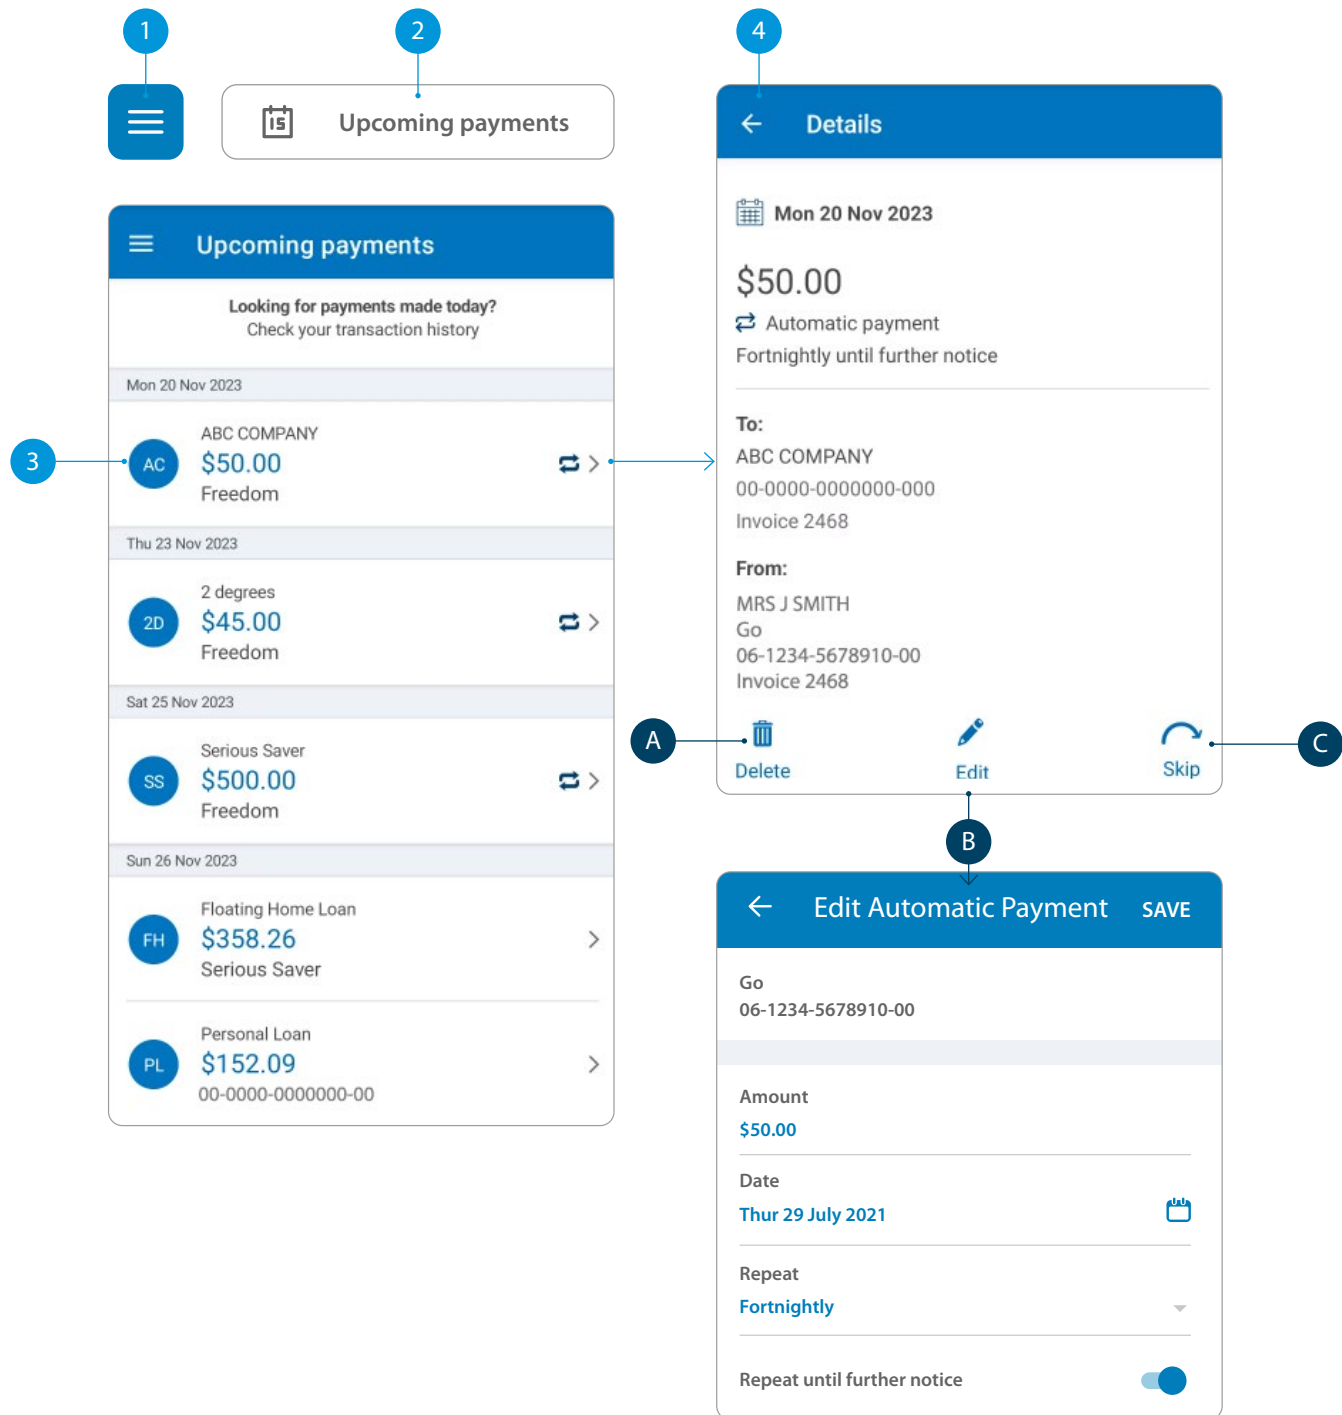 1
2
15
Upcoming payments
Upcoming payments
Looking for payments made today?
Check your transaction history
Mon 20 Nov 2023
3
AC
ABC COMPANY
$50.00
Freedom
Thu 23 Nov 2023
2D
2 degrees
$45.00
Freedom
Sat 25 Nov 2023
SS
Serious Saver
$500.00
Freedom
Sun 26 Nov 2023
FH
Floating Home Loan
$358.26
Serious Saver
PL
Personal Loan
$152.09
00-0000-0000000-00
4
Details
Mon 20 Nov 2023
$50.00
Automatic payment
Fortnightly until further notice
To:
ABC COMPANY
00-0000-0000000-000
Invoice 2468
From:
MRS J SMITH
Go
06-1234-5678910-00
Invoice 2468
A
C
Delete
Edit
Skip
B
Edit Automatic Payment SAVE
Go
06-1234-5678910-00
Amount
$50.00
Date
Thur 29 July 2021
Repeat
Fortnightly
Repeat until further notice